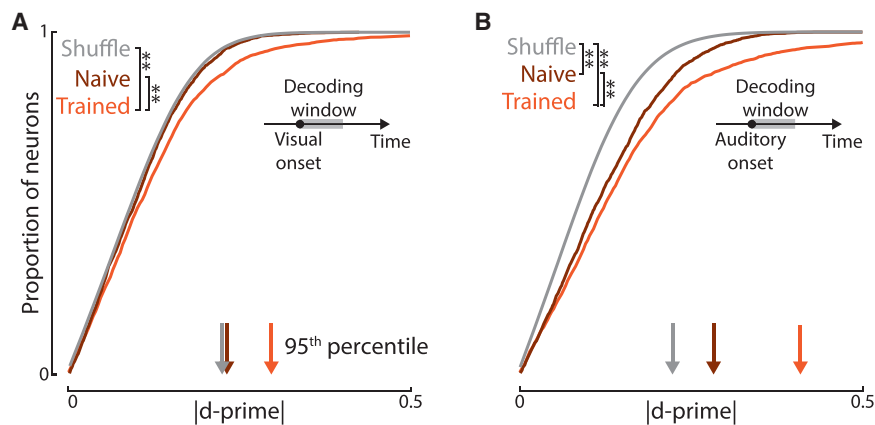 A
1
Proportion of neurons
0
Shuffle
Naive
Trained
**
**
Decoding
window
Time
Visual
onset
95th percentile
0
0.5
|d-prime|
B
Shuffle
Naive
Trained
**
**
**
Decoding
window
Time
Auditory
onset
0
0.5
|d-prime|